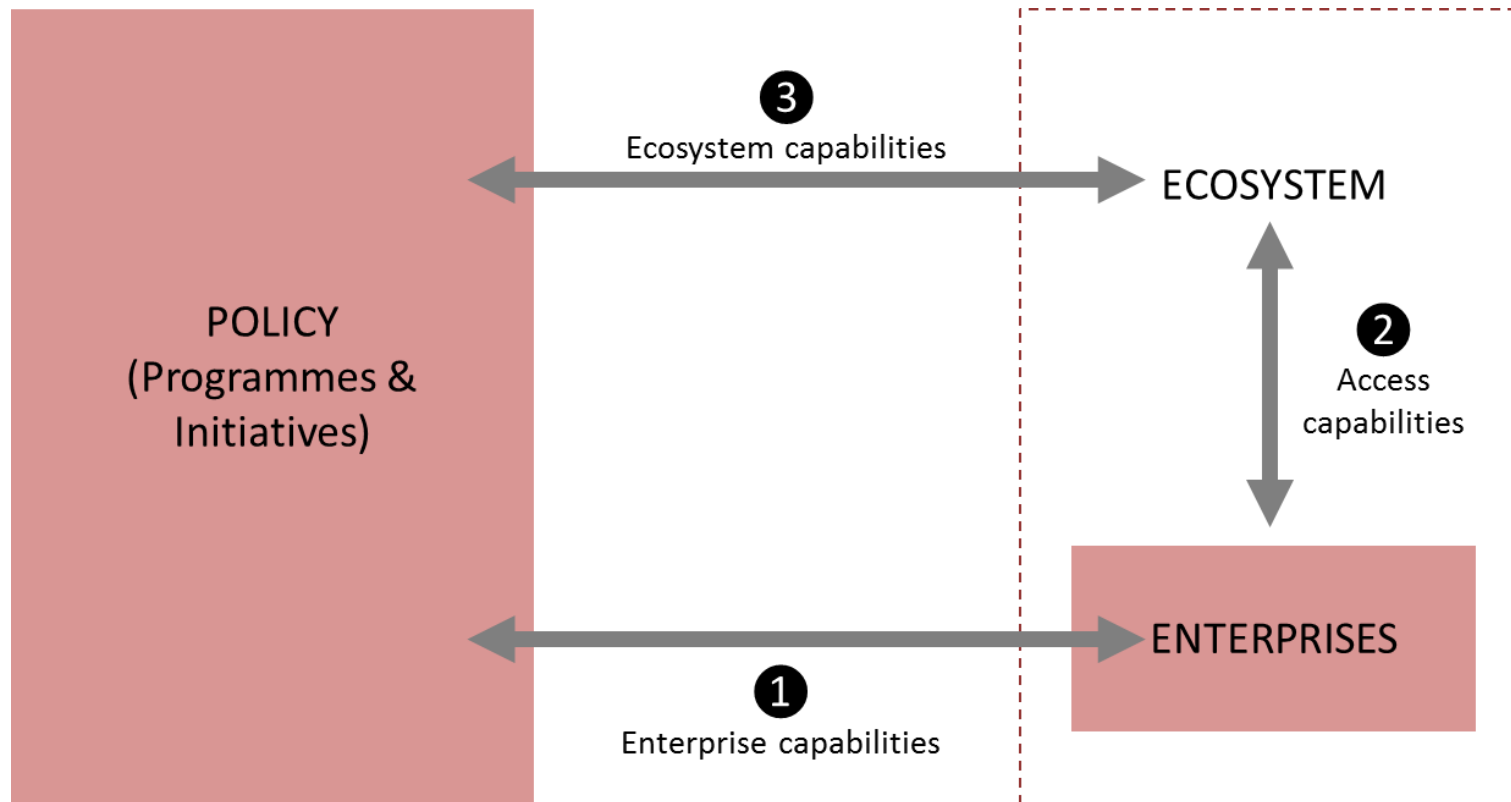 3
Ecosystem capabilities
ECOSYSTEM
POLICY
(Programmes &
Initiatives)
2
Access
capabilities
ENTERPRISES
1
Enterprise capabilities